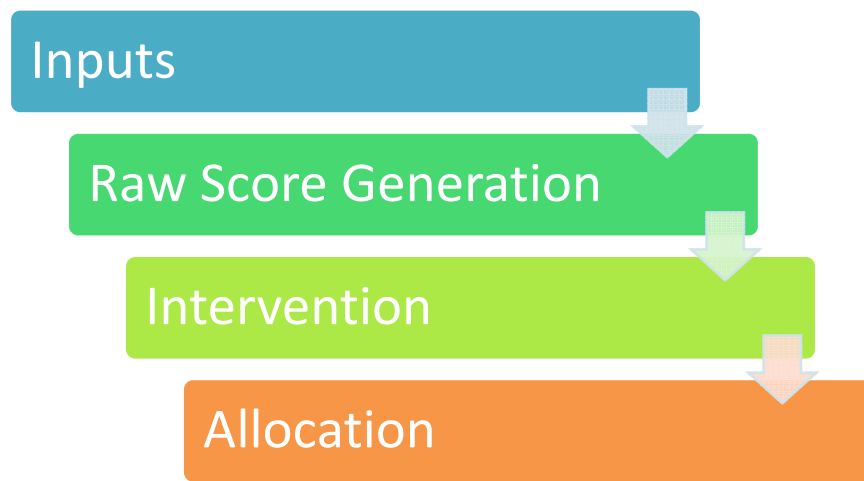 Inputs
Raw Score Generation
Intervention
Allocation